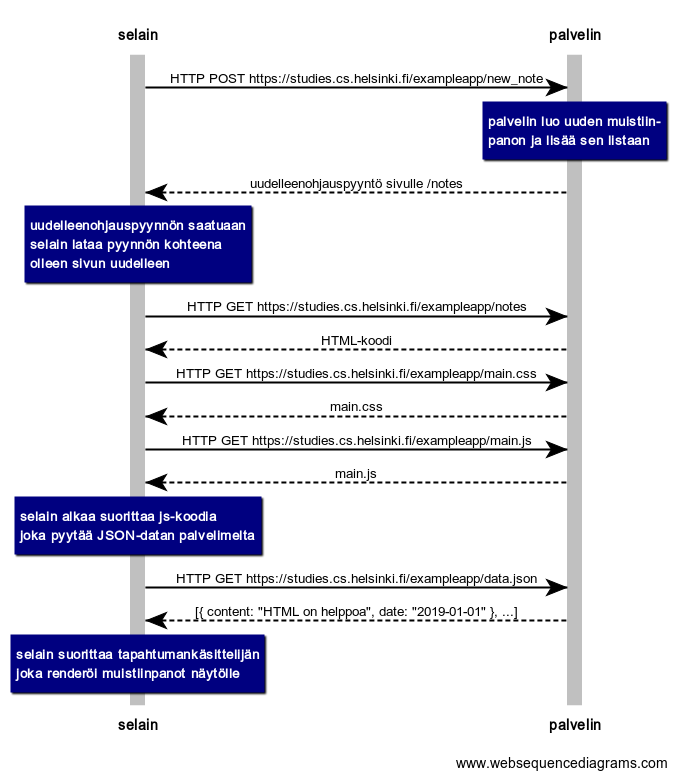 selain
palvelin
HTTP POST https://studies.cs.helsinki.fi/exampleapp/new_note
palvelin luo uuden muistiin-
panon ja lisää sen listaan
uudelleenohjauspyyntö sivulle /notes
uudelleenohjauspyynnön saatuaan
selain lataa pyynnön kohteena
olleen sivun uudelleen
HTTP GET https://studies.cs.helsinki.fi/exampleapp/notes
HTML-koodi
HTTP GET https://studies.cs.helsinki.fi/exampleapp/main.css
main.css
HTTP GET https://studies.cs.helsinki.fi/exampleapp/main.js
main.js
selain alkaa suorittaa js-koodia
joka pyytää JSON-datan palvelimelta
HTTP GET https://studies.cs.helsinki.fi/exampleapp/data.json
[{ content: "HTML on helppoa", date: "2019-01-01" }, ...]
selain suorittaa tapahtumankäsittelijän
joka renderöi muistiinpanot näytölle
selain
palvelin
www.websequencediagrams.com